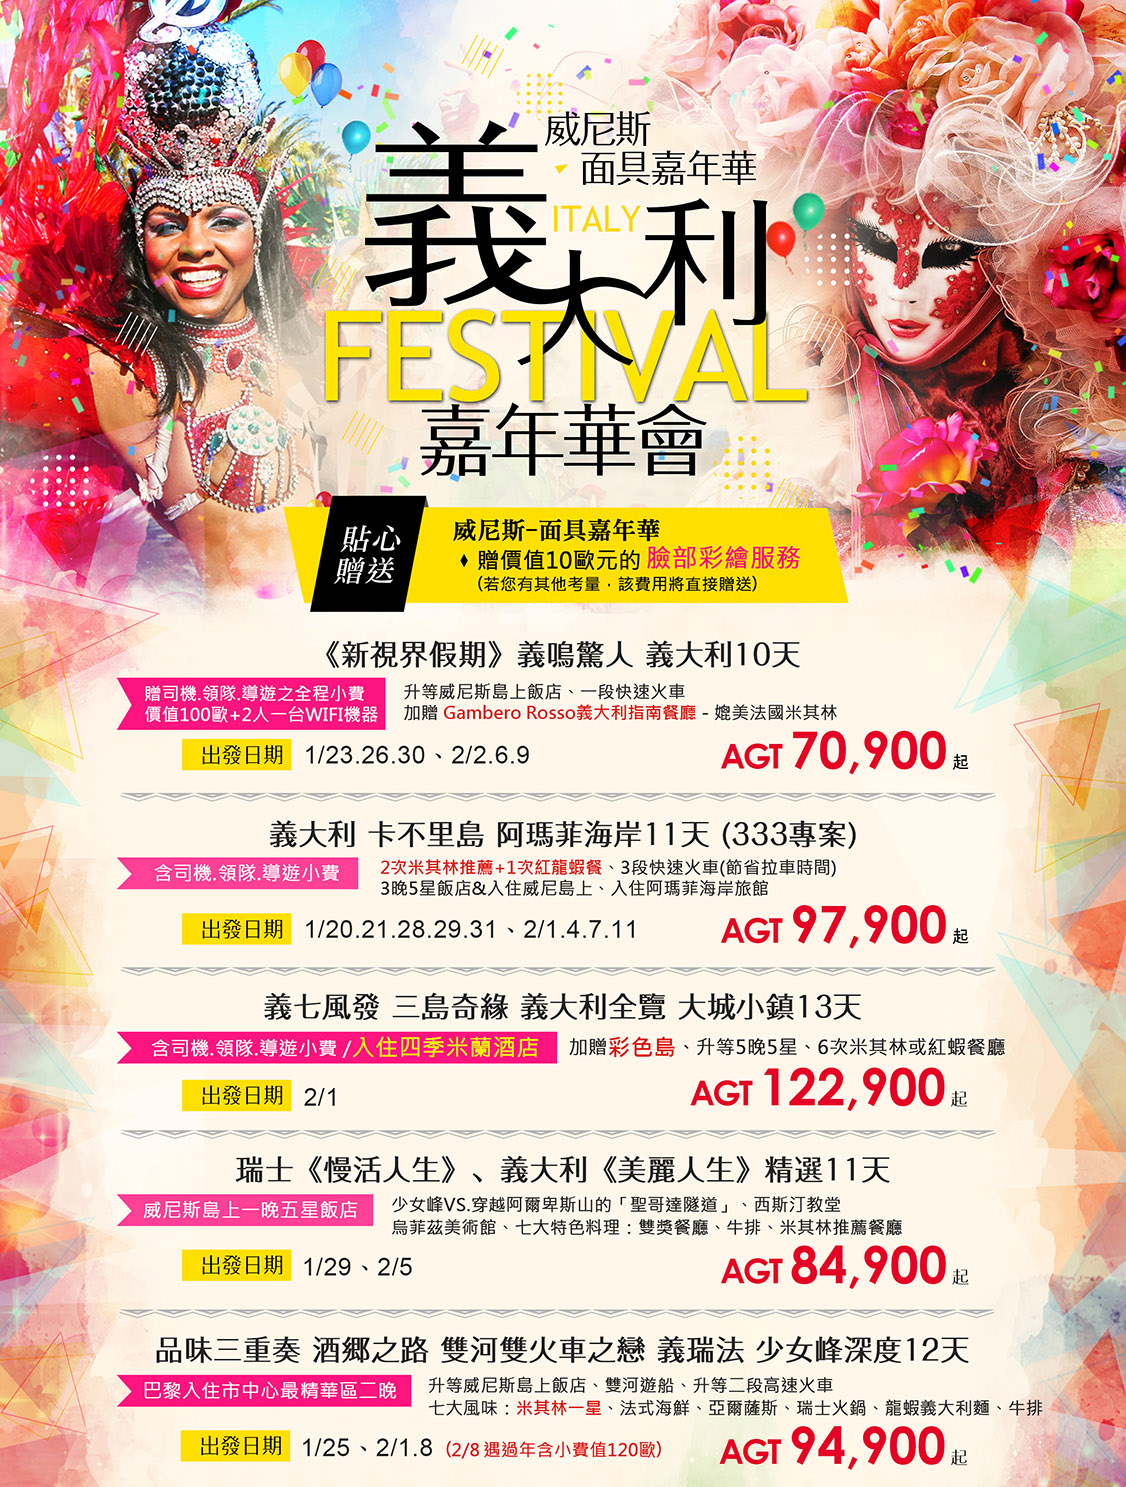 威尼斯
面具嘉年華
義大利
ITALY
FESTIVAL
嘉年華會
貼心
贈送
威尼斯-面具嘉年華
♦ 贈價值10歐元的 臉部彩繪服務
(若您有其他考量，該費用將直接贈送)
《新視界假期》義鳴驚人 義大利10天
贈司機.領隊.導遊之全程小費
價值100歐+2人一台WIFI機器
升等威尼斯島上飯店、一段快速火車
加贈 Gambero Rosso義大利指南餐廳 - 媲美法國米其林
出發日期 1/23.26.30、2/2.6.9
AGT 70,900 起
義大利 卡不里島 阿瑪菲海岸11天 (333專案)
含司機.領隊.導遊小費
2次米其林推薦+1次紅龍蝦餐、3段快速火車(節省拉車時間)
3晚5星飯店&入住威尼島上、入住阿瑪菲海岸旅館
出發日期 1/20.21.28.29.31、2/1.4.7.11
AGT 97,900 起
義七風發 三島奇緣 義大利全覽 大城小鎮13天
含司機.領隊.導遊小費 /入住四季米蘭酒店
加贈彩色島、升等5晚5星、6次米其林或紅蝦餐廳
出發日期 2/1
AGT 122,900 起
瑞士《慢活人生》、義大利《美麗人生》精選11天
威尼斯島上一晚五星飯店
少女峰VS.穿越阿爾卑斯山的「聖哥達隧道」、西斯汀教堂
烏菲茲美術館、七大特色料理：雙獎餐廳、牛排、米其林推薦餐廳
出發日期 1/29、2/5
AGT 84,900 起
品味三重奏 酒鄉之路 雙河雙火車之戀 義瑞法 少女峰深度12天
巴黎入住市中心最精華區二晚
升等威尼斯島上飯店、雙河遊船、升等二段高速火車
七大風味：米其林一星、法式海鮮、亞爾薩斯、瑞士火鍋、龍蝦義大利麵、牛排
出發日期 1/25、2/1.8 (2/8 遇過年含小費值120歐)
AGT 94,900 起